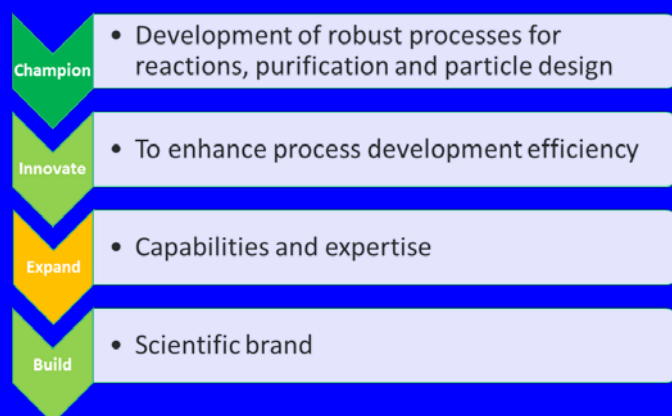 Champion
• Development of robust processes for
reactions, purification and particle design
Innovate
• To enhance process development efficiency
Expand
• Capabilities and expertise
Build
• Scientific brand